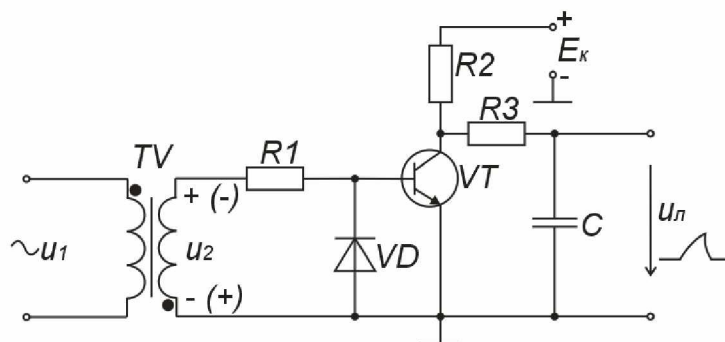 +
R2
Eк
-
R3
TV
R1
VT
+ (-)
u1
u2
VD
C
uл
- (+)